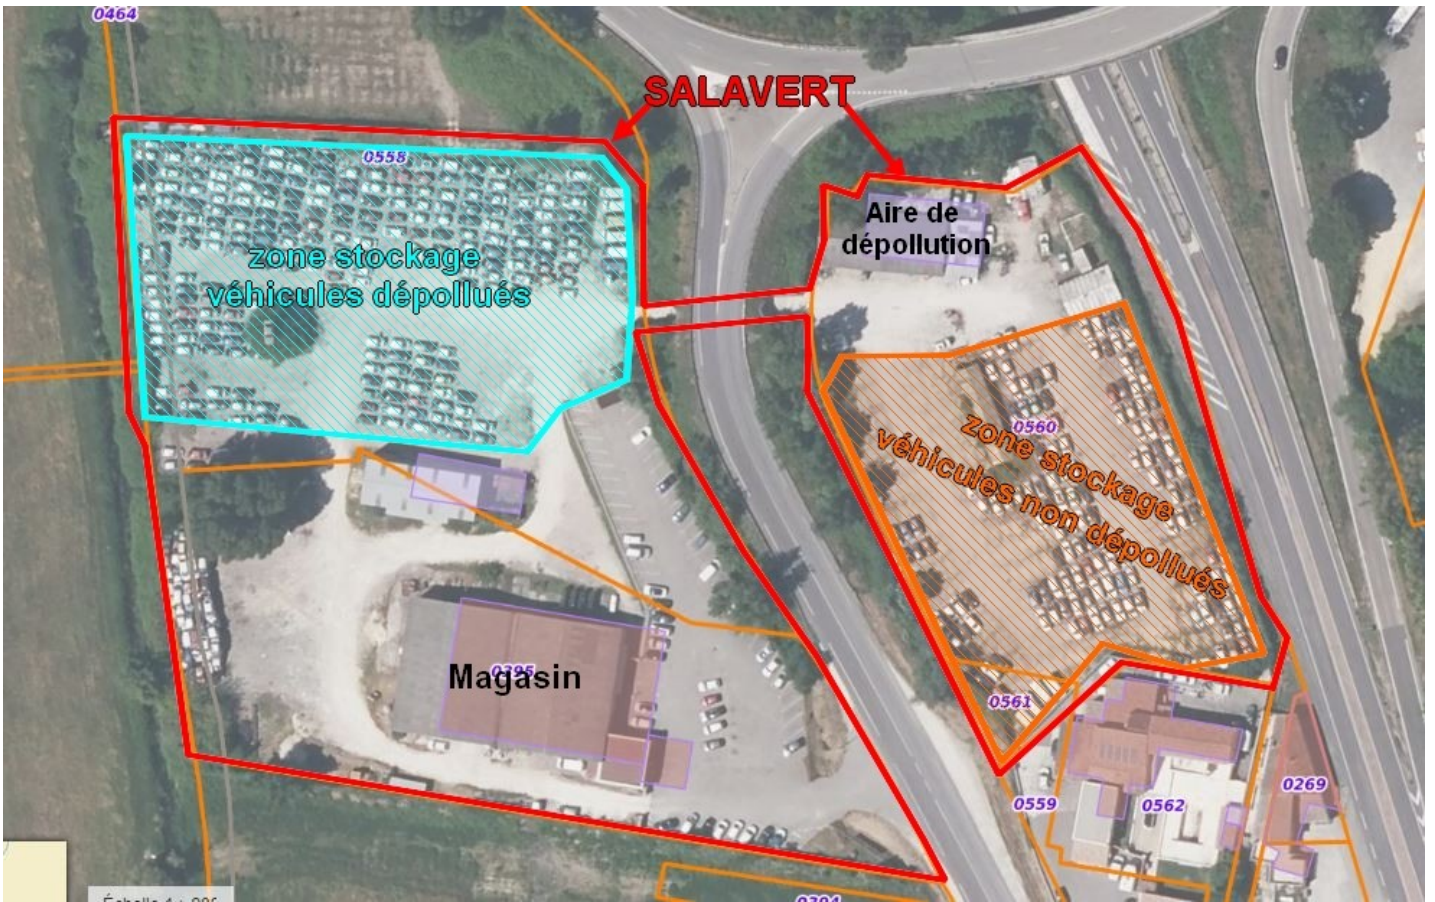 0464
SALAVERT
0558
Aire de
dépollution
zone stockage
véhicules dépollués
0560
zone stockage
véhicules non dépollués
0395
Magasin
0561
0559
0562
0269
0394